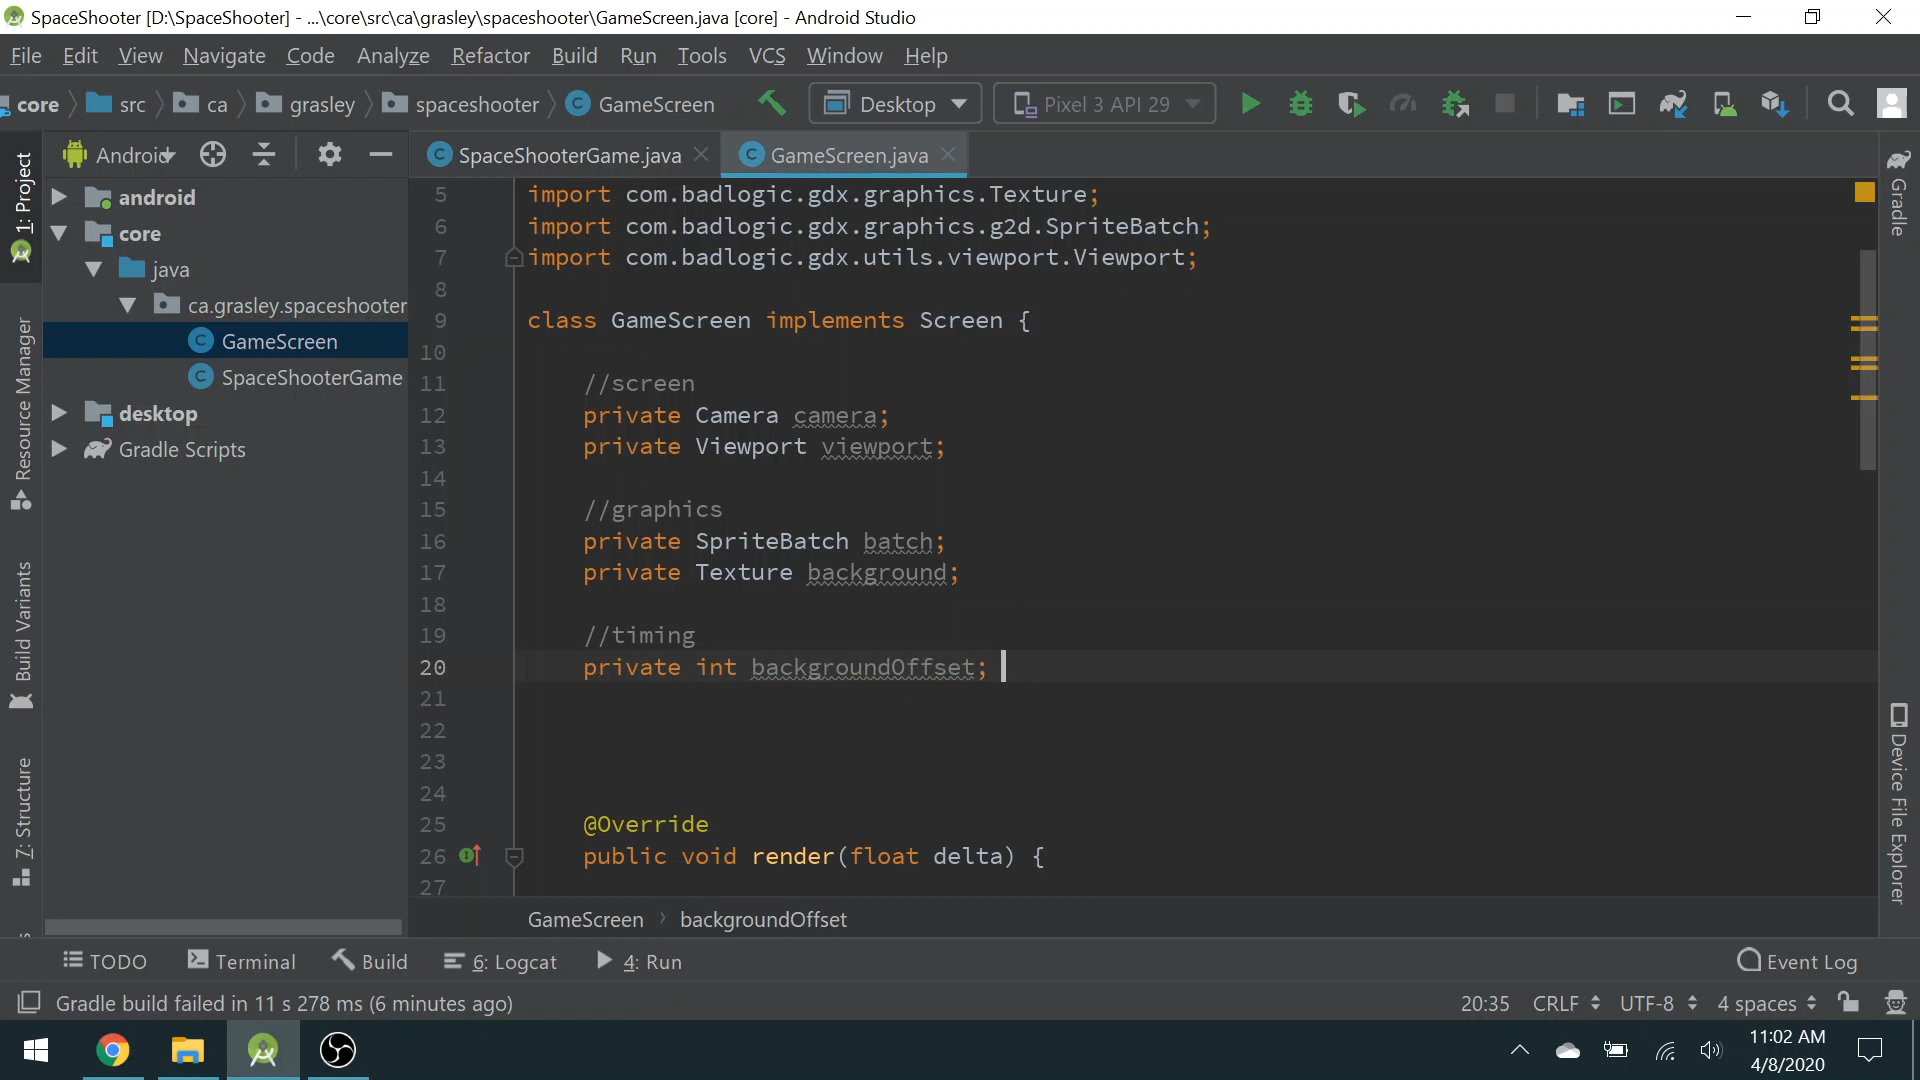 SpaceShooter [D:\SpaceShooter] - ...\core\src\ca\grasley\spaceshooter\GameScreen.java [core] - Android Studio
File Edit View Navigate Code Analyze Refactor Build Run Tools VCS Window Help
core src ca grasley spaceshooter GameScreen Desktop Pixel 3 API 29
Android SpaceShooterGame.java GameScreen.java
1: Project
Resource Manager
Build Variants
7: Structure
android
core
java
ca.grasley.spaceshooter
GameScreen
SpaceShooterGame
desktop
Gradle Scripts
5 import com.badlogic.gdx.graphics.Texture;
6 import com.badlogic.gdx.graphics.g2d.SpriteBatch;
7 import com.badlogic.gdx.utils.viewport.Viewport;
8
9 class GameScreen implements Screen {
10
11 //screen
12 private Camera camera;
13 private Viewport viewport;
14
15 //graphics
16 private SpriteBatch batch;
17 private Texture background;
18
19 //timing
20 private int backgroundOffset;
21
22
23
24
25 @Override
26 public void render(float delta) {
27
GameScreen backgroundOffset
Gradle
Device File Explorer
TODO Terminal Build 6: Logcat 4: Run Event Log
Gradle build failed in 11 s 278 ms (6 minutes ago) 20:35 CRLF UTF-8 4 spaces
11:02 AM
4/8/2020